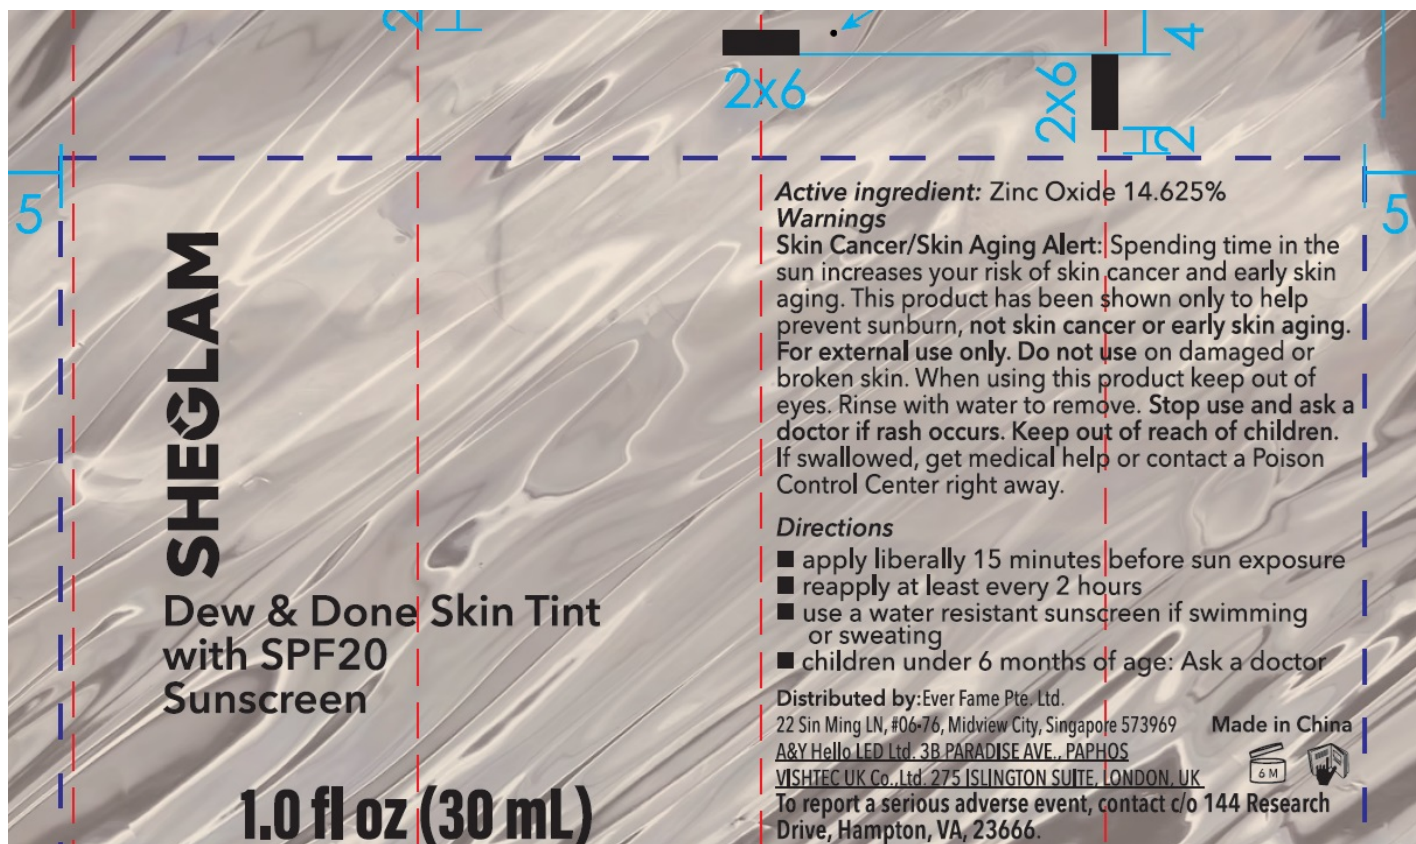 2
4
2x6
2x6
2
5
5
SHEGLAM
Dew & Done Skin Tint
with SPF20
Sunscreen
1.0 fl oz (30 mL)
Active ingredient: Zinc Oxide 14.625%
Warnings
Skin Cancer/Skin Aging Alert: Spending time in the
sun increases your risk of skin cancer and early skin
aging. This product has been shown only to help
prevent sunburn, not skin cancer or early skin aging.
For external use only. Do not use on damaged or
broken skin. When using this product keep out of
eyes. Rinse with water to remove. Stop use and ask a
doctor if rash occurs. Keep out of reach of children.
If swallowed, get medical help or contact a Poison
Control Center right away.
Directions
■ apply liberally 15 minutes before sun exposure
■ reapply at least every 2 hours
■ use a water resistant sunscreen if swimming
or sweating
■ children under 6 months of age: Ask a doctor
Distributed by:Ever Fame Pte. Ltd.
22 Sin Ming LN, #06-76, Midview City, Singapore 573969
Made in China
A&Y Hello LED Ltd. 3B PARADISE AVE., PAPHOS
VISHTEC UK Co.,Ltd. 275 ISLINGTON SUITE, LONDON, UK
6 M
To report a serious adverse event, contact c/o 144 Research
Drive, Hampton, VA, 23666.